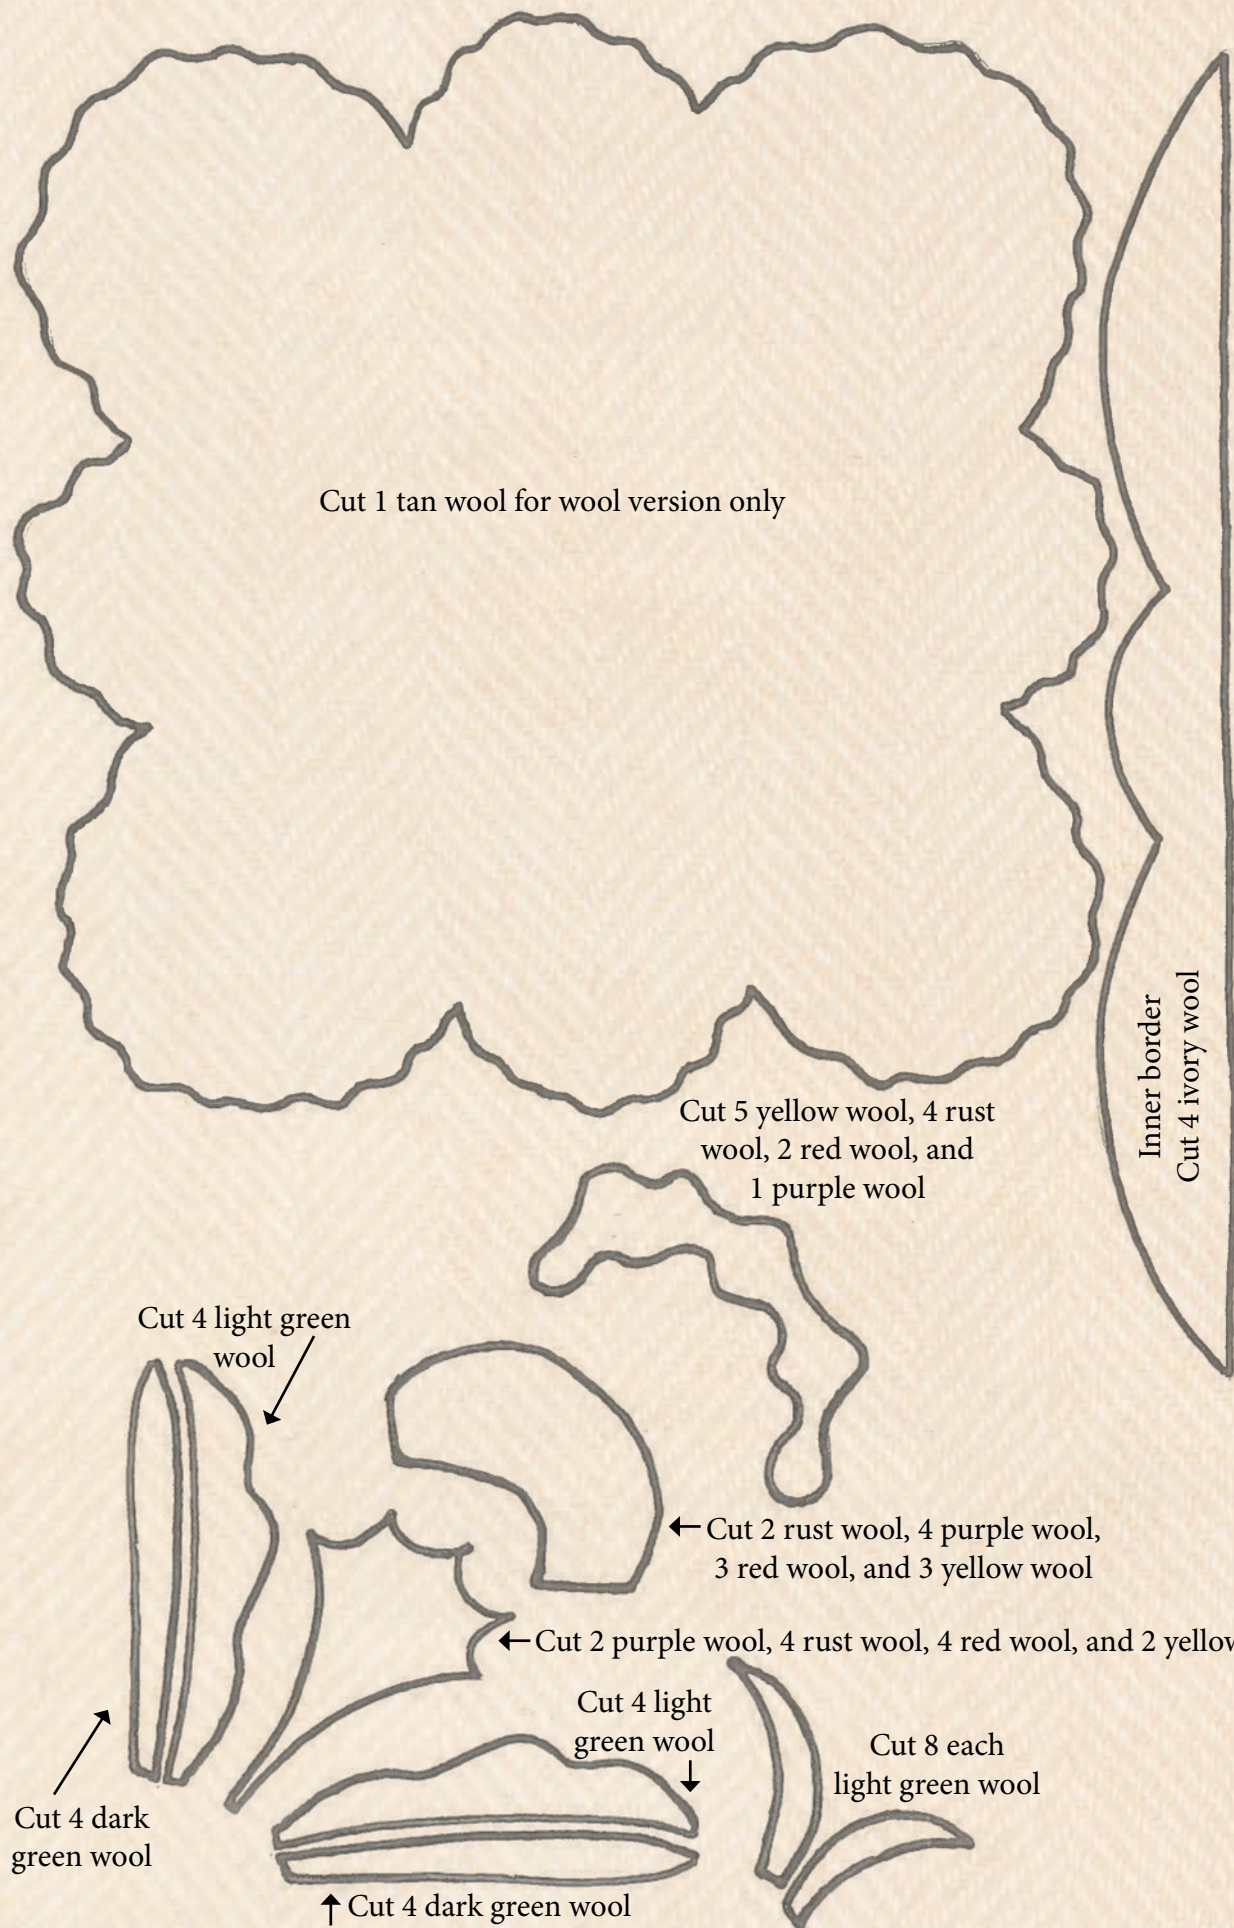 Cut 1 tan wool for wool version only
Inner border
Cut 4 ivory wool
Cut 5 yellow wool, 4 rust
wool, 2 red wool, and
1 purple wool
Cut 4 light green
wool
Cut 2 rust wool, 4 purple wool,
3 red wool, and 3 yellow wool
Cut 2 purple wool, 4 rust wool, 4 red wool, and 2 yellow
Cut 4 light
green wool
Cut 8 each
light green wool
Cut 4 dark
green wool
Cut 4 dark green wool